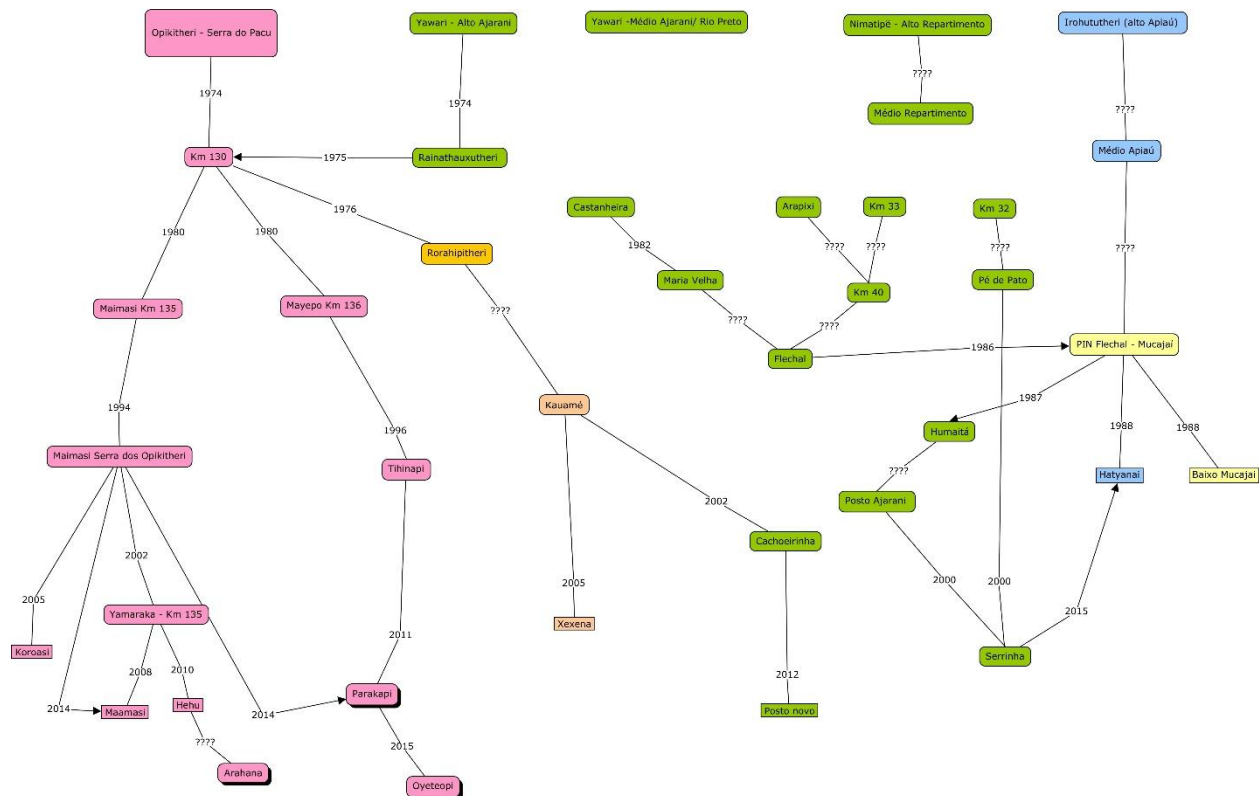 Opikitheri - Serra do Pacu
Yawari - Alto Ajarani
Yawari -Médio Ajarani/ Rio Preto
Nimatipë - Alto Repartimento
Irohututheri (alto Apiaú)
????
1974
1974
????
Médio Repartimento
Km 130
1975
Rainathauxutheri
Médio Apiaú
1976
Castanheira
Arapixi
Km 33
Km 32
1980
1980
1982
????
????
????
????
Rorahipitheri
Maria Velha
Km 40
Pé de Pato
Maimasi Km 135
Mayepo Km 136
????
????
????
Flechal
1986
PIN Flechal - Mucajaí
1987
1994
Kauamé
1988
1988
1996
Humaitá
Maimasi Serra dos Opikitheri
Tihinapi
????
Hatyanai
Baixo Mucajai
2002
Posto Ajarani
Cachoeirinha
2002
2005
2005
2000
2000
2015
Yamaraka - Km 135
Xexena
2011
Koroasi
Serrinha
2008
2010
2012
Parakapi
2014
Maamasi
Hehu
2014
Posto novo
????
2015
Arahana
Oyeteopi